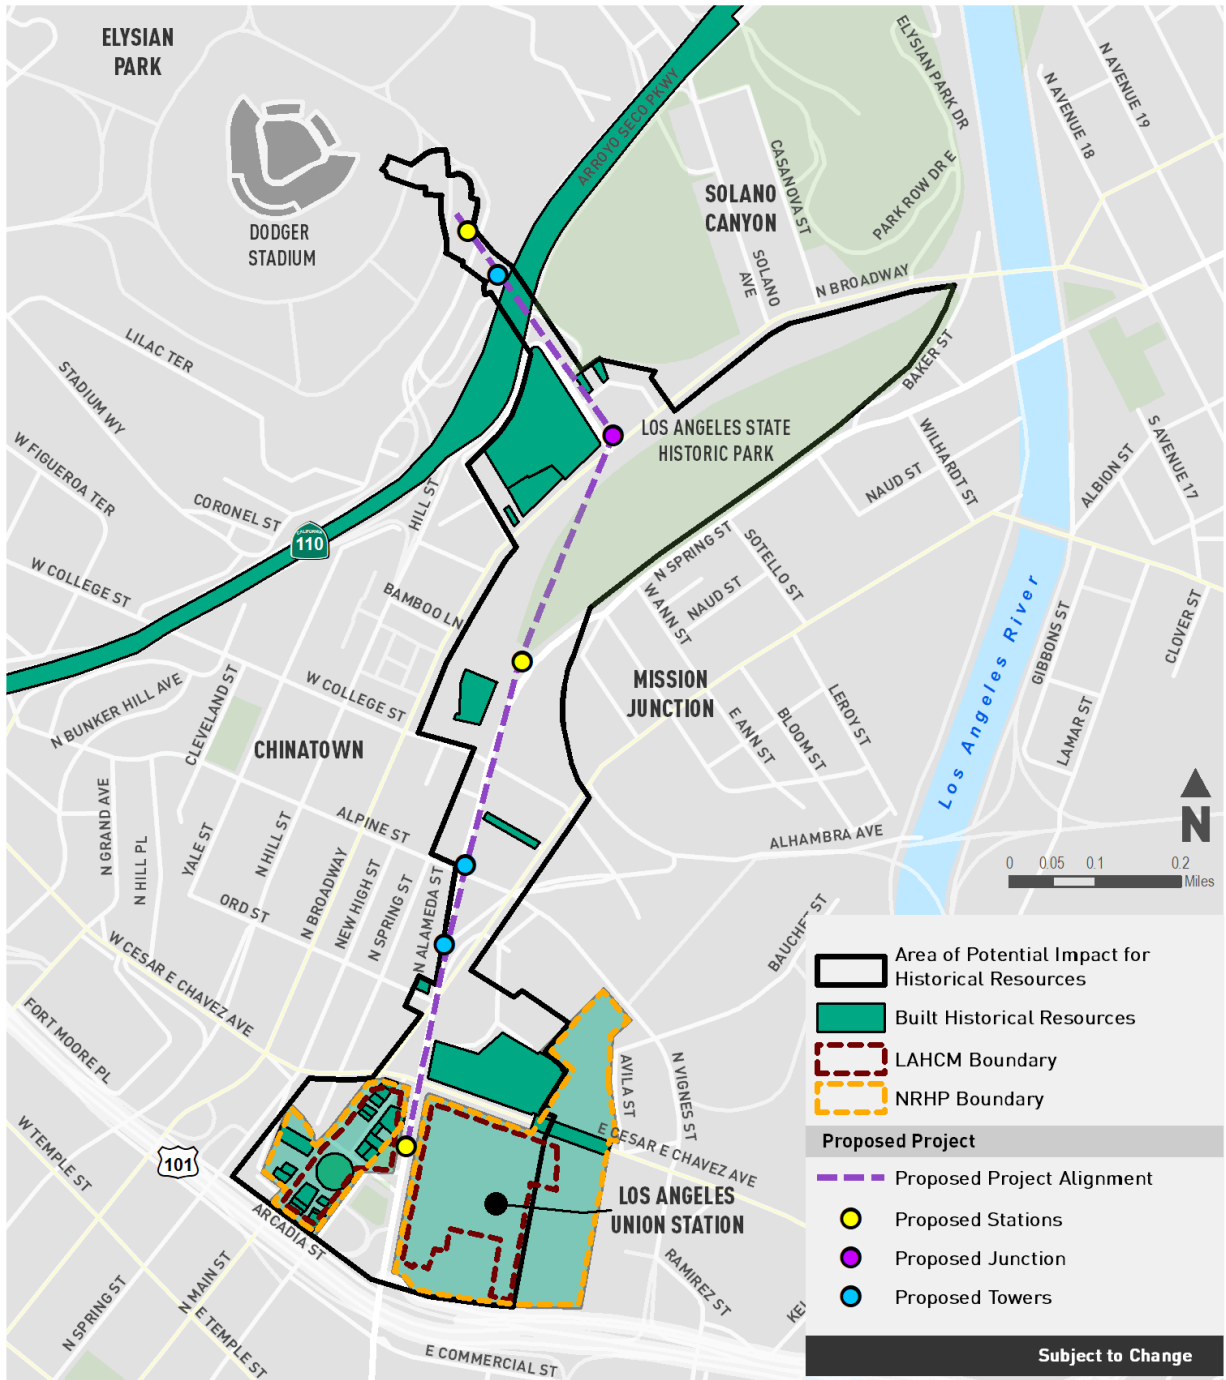 ELYSIAN
PARK
DODGER
STADIUM
ARROYO SECO PKWY
SOLANO
CANYON
CASANOVA ST
SOLANO
AVE
ELYSIAN PARK DR
PARK ROW DR E
N BROADWAY
N AVENUE 19
N AVENUE 18
LILAC TER
STADIUM WY
W FIGUEROA TER
CORONEL ST
HILL ST
CALIFORNIA
110
W COLLEGE ST
BAMBOO LN
LOS ANGELES STATE
HISTORIC PARK
BAKER ST
WILHARDT ST
NAUD ST
ALBION ST
S AVENUE 17
N SPRING ST
SOTELLO ST
NAUD ST
W ANN ST
MISSION
JUNCTION
E ANN ST
BLOOM ST
LEROY ST
Los Angeles River
GIBBONS ST
LAMAR ST
CLOVER ST
N BUNKER HILL AVE
CLEVELAND ST
W COLLEGE ST
CHINATOWN
N GRAND AVE
N HILL PL
YALE ST
N HILL ST
ALPINE ST
N BROADWAY
NEW HIGH ST
N SPRING ST
N ALAMEDA ST
ORD ST
W CESAR E CHAVEZ AVE
ALHAMBRA AVE
N
0 0.05 0.1 0.2
Miles
BAUCHET ST
FORT MOORE PL
W TEMPLE ST
101
ARCADIA ST
AVILA ST
N VIGNES ST
E CESAR E CHAVEZ AVE
LOS ANGELES
UNION STATION
RAMIREZ ST
N SPRING ST
N MAIN ST
E TEMPLE ST
E COMMERCIAL ST
Area of Potential Impact for
Historical Resources
Built Historical Resources
LAHCM Boundary
NRHP Boundary
Proposed Project
Proposed Project Alignment
Proposed Stations
Proposed Junction
Proposed Towers
Subject to Change